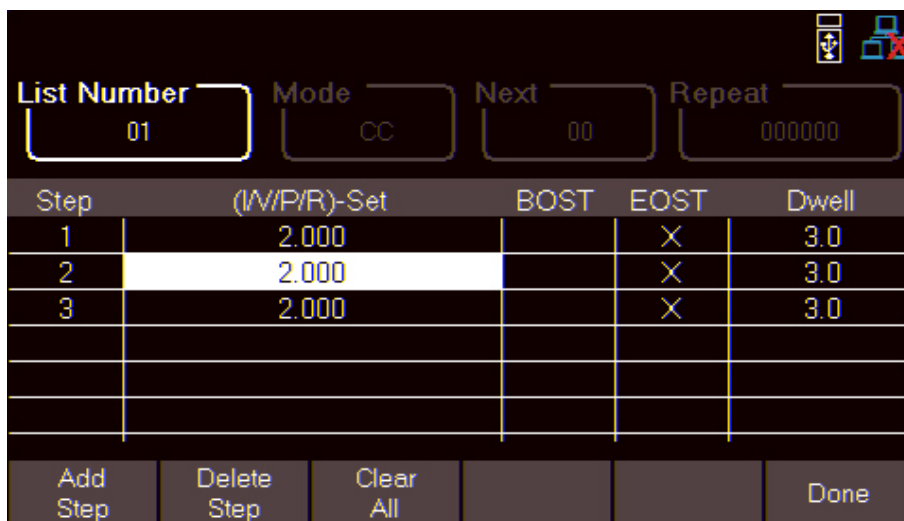 List Number Mode Next Repeat
01 CC 00 000000
Step (I/V/P/R)-Set BOST EOST Dwell
1 2.000 X 3.0
2 2.000 X 3.0
3 2.000 X 3.0
Add Step Delete Step Clear All Done